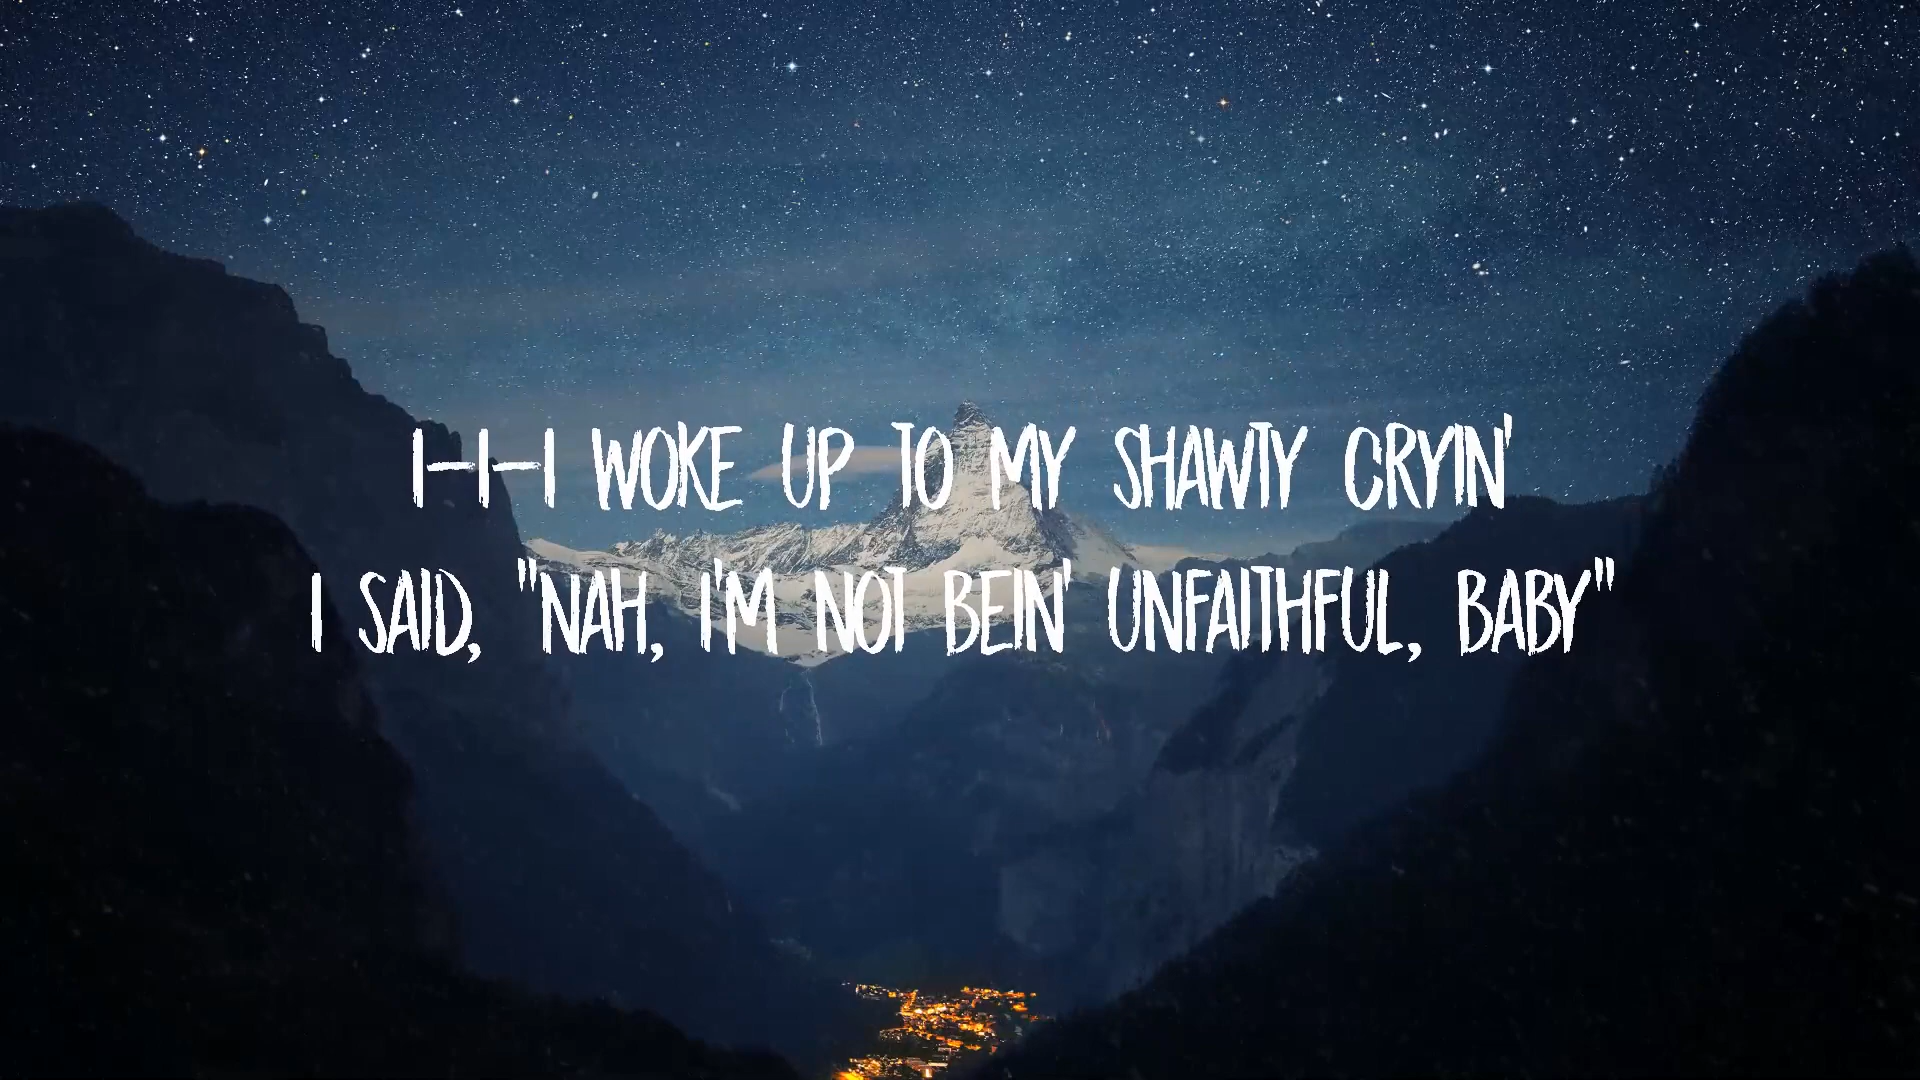 I-I-I WOKE UP TO MY SHAWTY CRYIN'
I SAID, "NAH, I'M NOT BEIN' UNFAITHFUL, BABY"